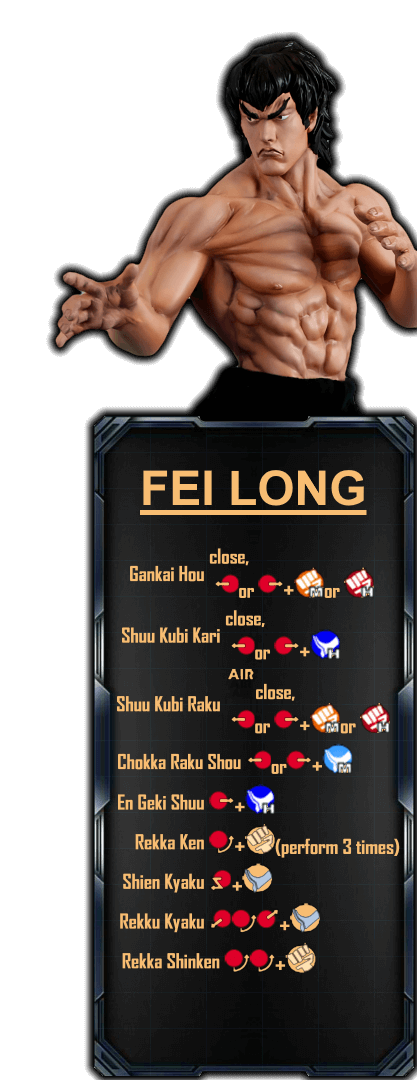 FEI LONG
close,
Gankai Hou or + M or H
close,
Shuu Kubi Kari or + H
AIR
close,
Shuu Kubi Raku or + M or H
Chokka Raku Shou or + M
En Geki Shuu + H
Rekka Ken + (perform 3 times)
Shien Kyaku +
Rekku Kyaku +
Rekka Shinken +